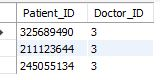 Patient_ID Doctor_ID
325689490 3
211123644 3
245055134 3